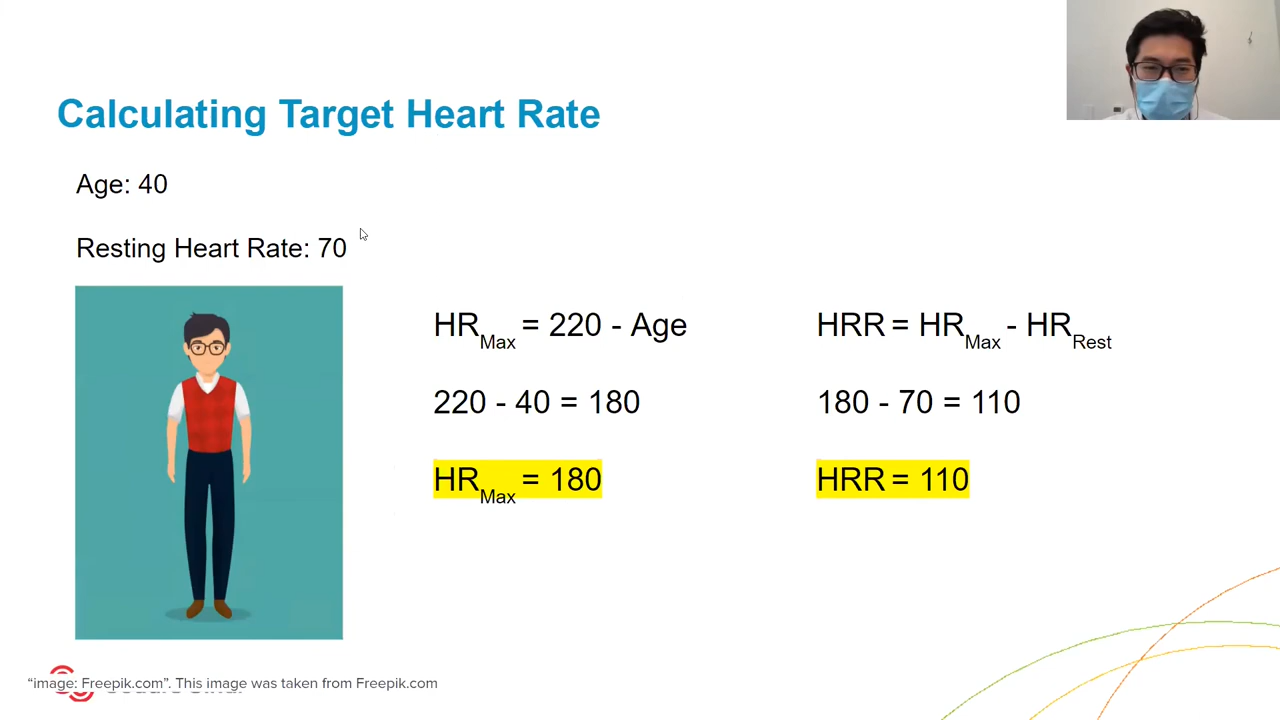 Calculating Target Heart Rate
Age: 40
Resting Heart Rate: 70
HRMax = 220 - Age
220 - 40 = 180
HRMax = 180
HRR = HRMax - HRRest
180 - 70 = 110
HRR = 110
“image: Freepik.com”. This image was taken from Freepik.com